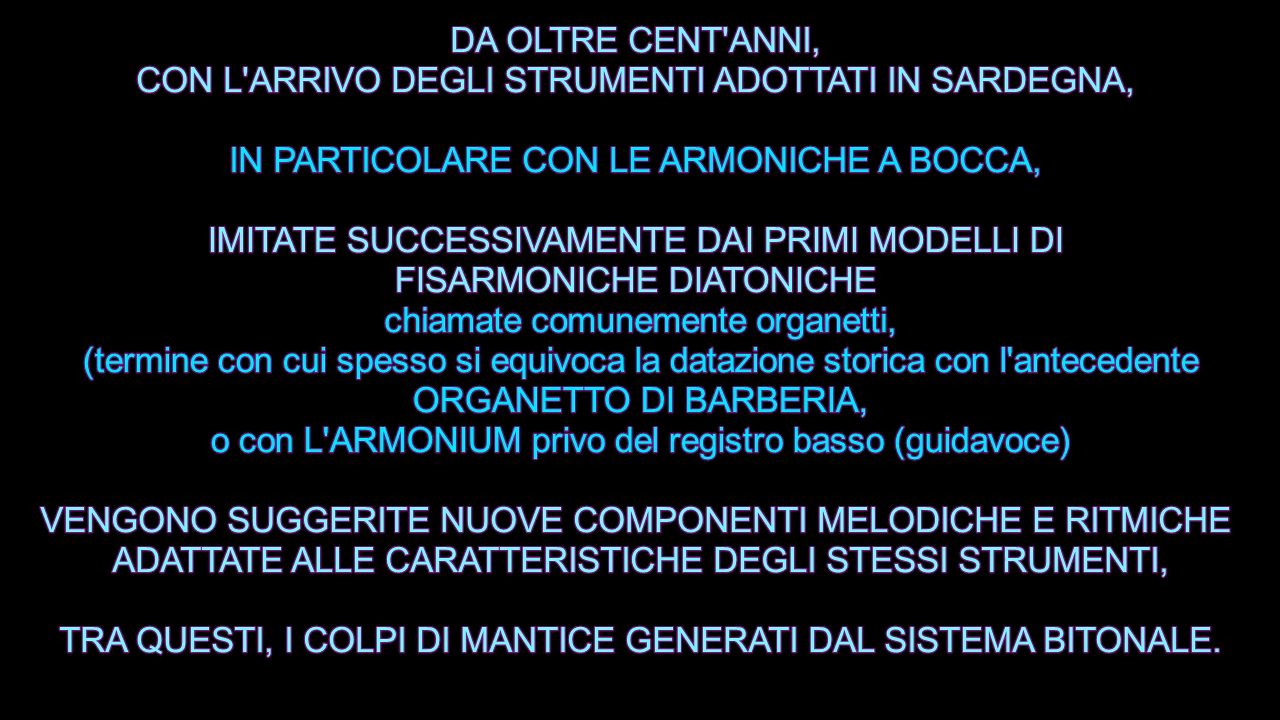 DA OLTRE CENT'ANNI,
CON L'ARRIVO DEGLI STRUMENTI ADOTTATI IN SARDEGNA,
IN PARTICOLARE CON LE ARMONICHE A BOCCA,
IMITATE SUCCESSIVAMENTE DAI PRIMI MODELLI DI
FISARMONICHE DIATONICHE
chiamate comunemente organetti,
(termine con cui spesso si equivoca la datazione storica con l'antecedente
ORGANETTO DI BARBERIA,
o con L'ARMONIUM privo del registro basso (guidavoce)
VENGONO SUGGERITE NUOVE COMPONENTI MELODICHE E RITMICHE
ADATTATE ALLE CARATTERISTICHE DEGLI STESSI STRUMENTI,
TRA QUESTI, I COLPI DI MANTICE GENERATI DAL SISTEMA BITONALE.